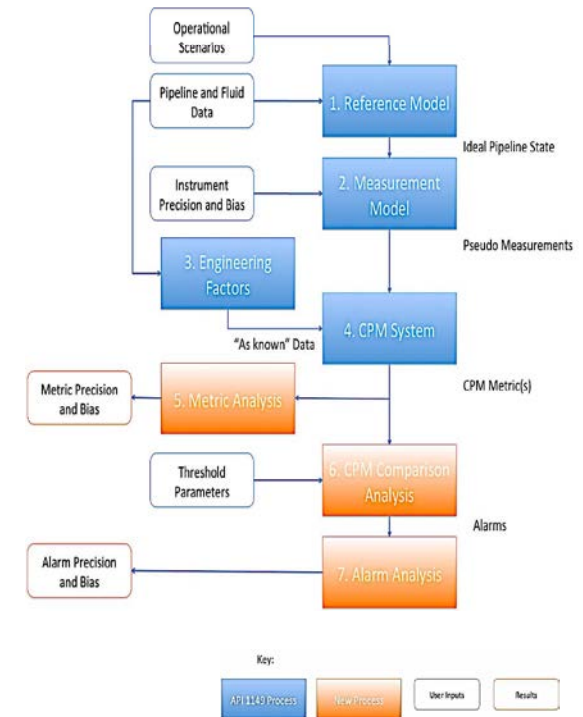 Operational
Scenarios
Pipeline and Fluid
Data
1. Reference Model
Ideal Pipeline State
Instrument
Precision and Bias
2. Measurement
Model
Pseudo Measurements
3. Engineering
Factors
"As known" Data
4. CPM System
CPM Metric(s)
Metric Precision
and Bias
5. Metric Analysis
Threshold
Parameters
6. CPM Comparison
Analysis
Alarms
Alarm Precision
and Bias
7. Alarm Analysis
Key:
API 1149 Process
New Process
User Inputs
Results